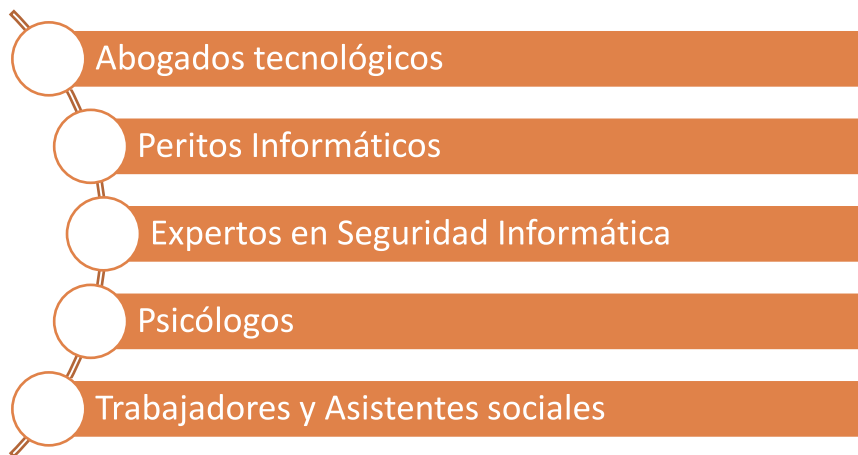 Abogados tecnológicos
Peritos Informáticos
Expertos en Seguridad Informática
Psicólogos
Trabajadores y Asistentes sociales